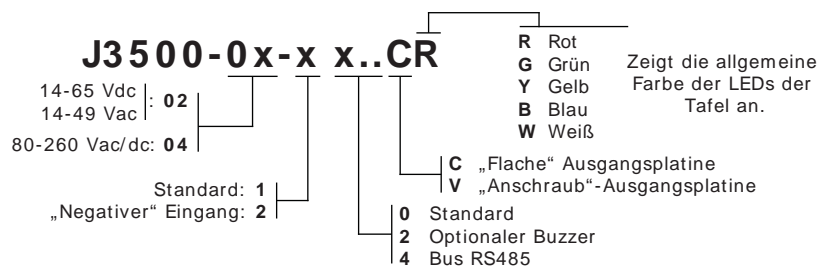 J3500-0x-x x..CR
R Rot
G Grün
Y Gelb
B Blau
W Weiß
Zeigt die allgemeine
Farbe der LEDs der
Tafel an.
14-65 Vdc
14-49 Vac
: 02
80-260 Vac/dc: 04
C „Flache“ Ausgangsplatine
V „Anschraub“-Ausgangsplatine
Standard: 1
„Negativer“ Eingang: 2
0 Standard
2 Optionaler Buzzer
4 Bus RS485